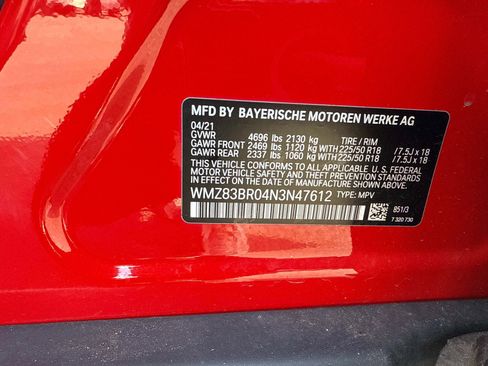 MFD BY BAYERISCHE MOTOREN WERKE AG
04/21
GVWR 4696 lbs 2130 kg TIRE / RIM
GAWR FRONT 2469 lbs 1120 kg WITH 225/50 R18 / 7.5J x 18
GAWR REAR 2337 lbs 1060 kg WITH 225/50 R18 / 7.5J x 18
THIS VEHICLE CONFORMS TO ALL APPLICABLE U.S. FEDERAL
MOTOR VEHICLE SAFETY, BUMPER, AND THEFT PREVENTION
STANDARDS IN EFFECT ON THE DATE OF MANUFACTURE SHOWN ABOVE.
WMZ83BR04N3N47612 TYPE: MPV
851/3
7 320 730